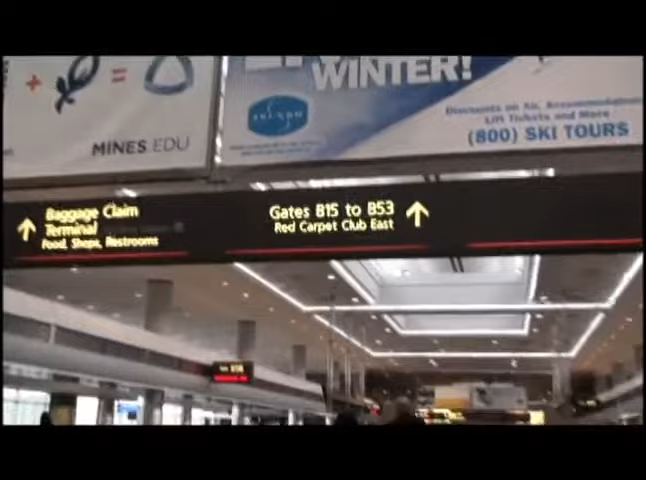 WINTER!
+ =
MINES.EDU
Discounts on Air, Accommodations
Lift Tickets and More
(800) SKI TOURS
Baggage Claim
Terminal
Food, Shops, Restrooms
Gates B15 to B53
Red Carpet Club East